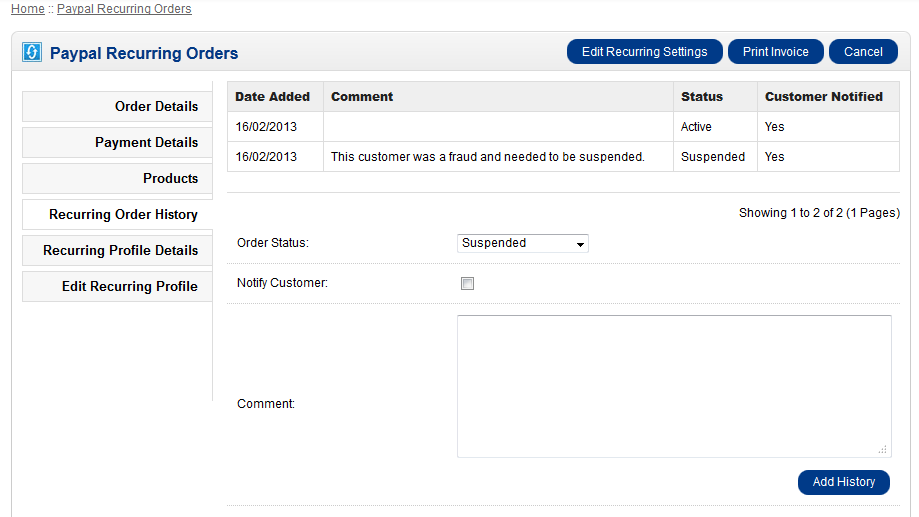 Home :: Paypal Recurring Orders
Paypal Recurring Orders
Edit Recurring Settings
Print Invoice
Cancel
Order Details
Payment Details
Products
Recurring Order History
Recurring Profile Details
Edit Recurring Profile
Date Added Comment Status Customer Notified
16/02/2013 Active Yes
16/02/2013 This customer was a fraud and needed to be suspended. Suspended Yes
Showing 1 to 2 of 2 (1 Pages)
Order Status: Suspended
Notify Customer:
Comment:
Add History